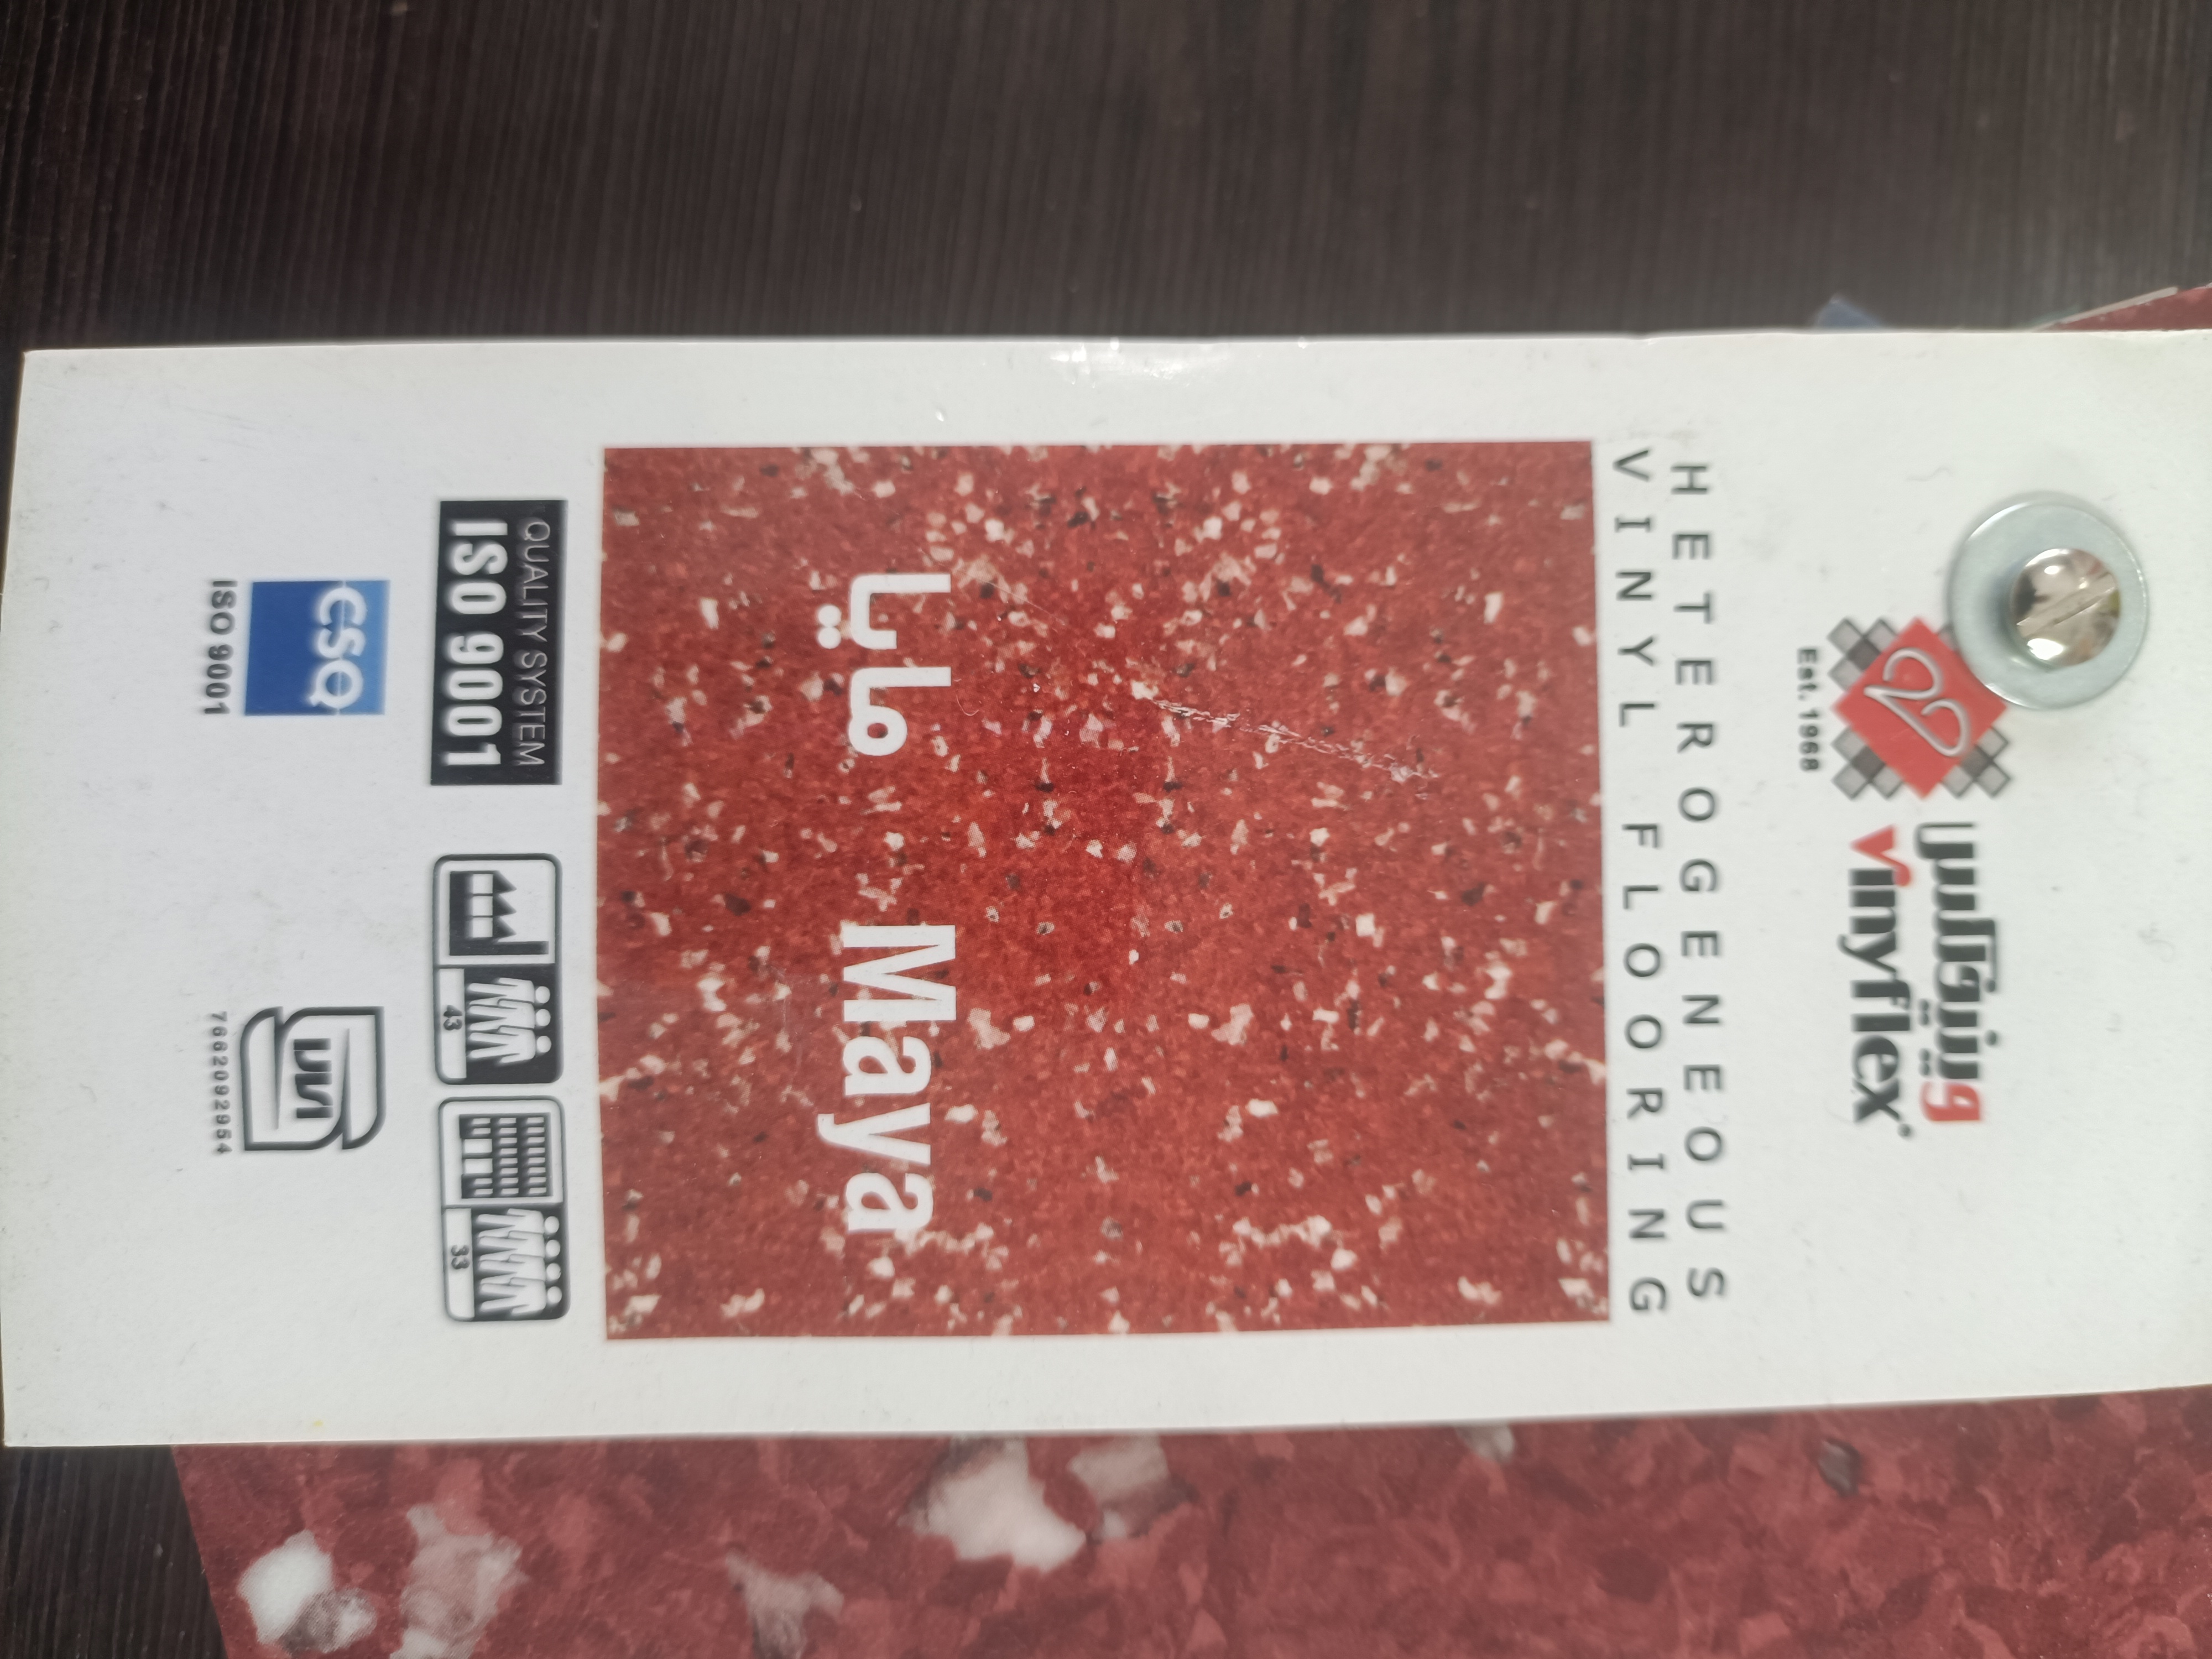 وینیفلکس
Vinyflex®
Est. 1968
HETEROGENEOUS
VINYL FLOORING
مایا Maya
QUALITY SYSTEM
ISO 9001
43
33
CSQ
ISO 9001
7662092954